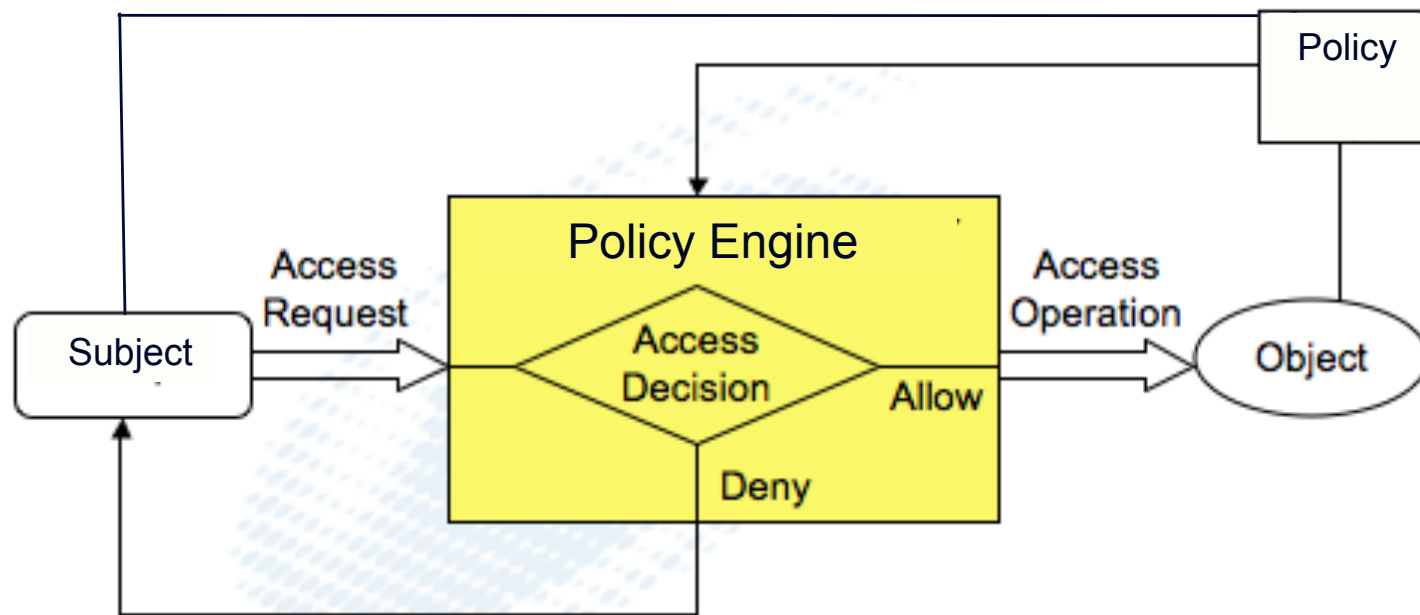 Policy
Policy Engine
Access
Request
Access
Operation
Subject
Access
Decision
Object
Allow
Deny